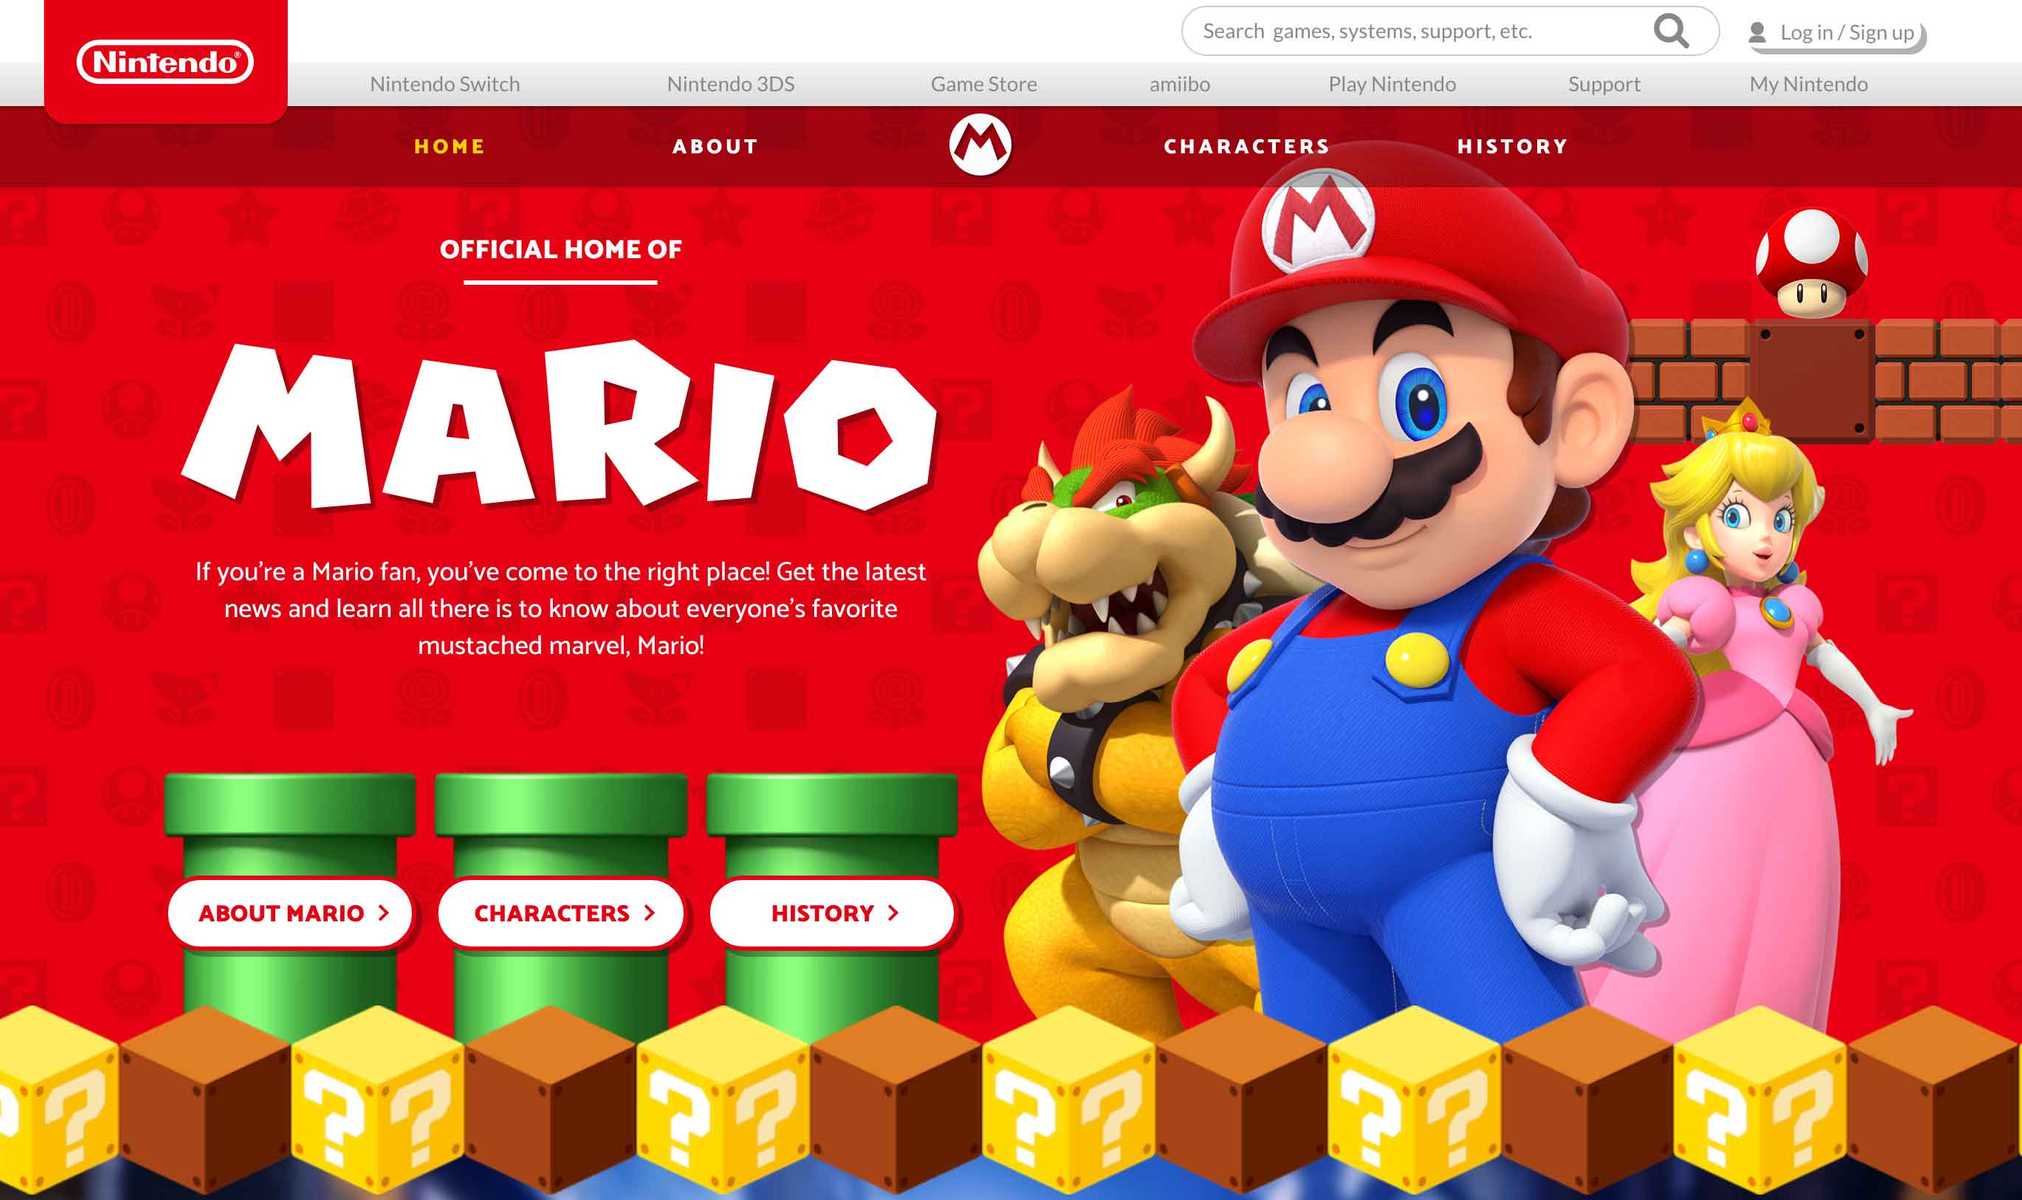 Nintendo®
Search games, systems, support, etc.
Log in / Sign up
Nintendo Switch
Nintendo 3DS
Game Store
amiibo
Play Nintendo
Support
My Nintendo
HOME
ABOUT
M
CHARACTERS
HISTORY
M
OFFICIAL HOME OF
MARIO
If you're a Mario fan, you've come to the right place! Get the latest
news and learn all there is to know about everyone's favorite
mustached marvel, Mario!
ABOUT MARIO >
CHARACTERS >
HISTORY >
? ? ? ? ? ? ? ? ? ? ?